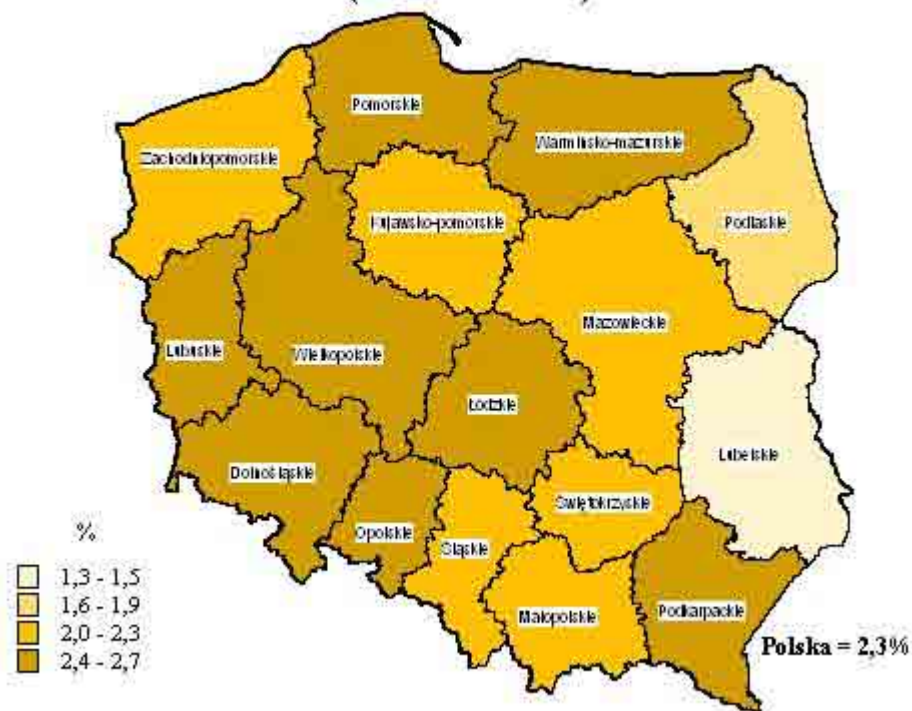 Pomorskie
Warmińsko-mazurskie
Zachodniopomorskie
Podlaskie
Kujawsko-pomorskie
Mazowieckie
Lubuskie
Wielkopolskie
Łódzkie
Lubelskie
Dolnośląskie
Świętokrzyskie
Opolskie
Śląskie
Małopolskie
Podkarpackie
%
1,3 - 1,5
1,6 - 1,9
2,0 - 2,3
2,4 - 2,7
Polska = 2,3%